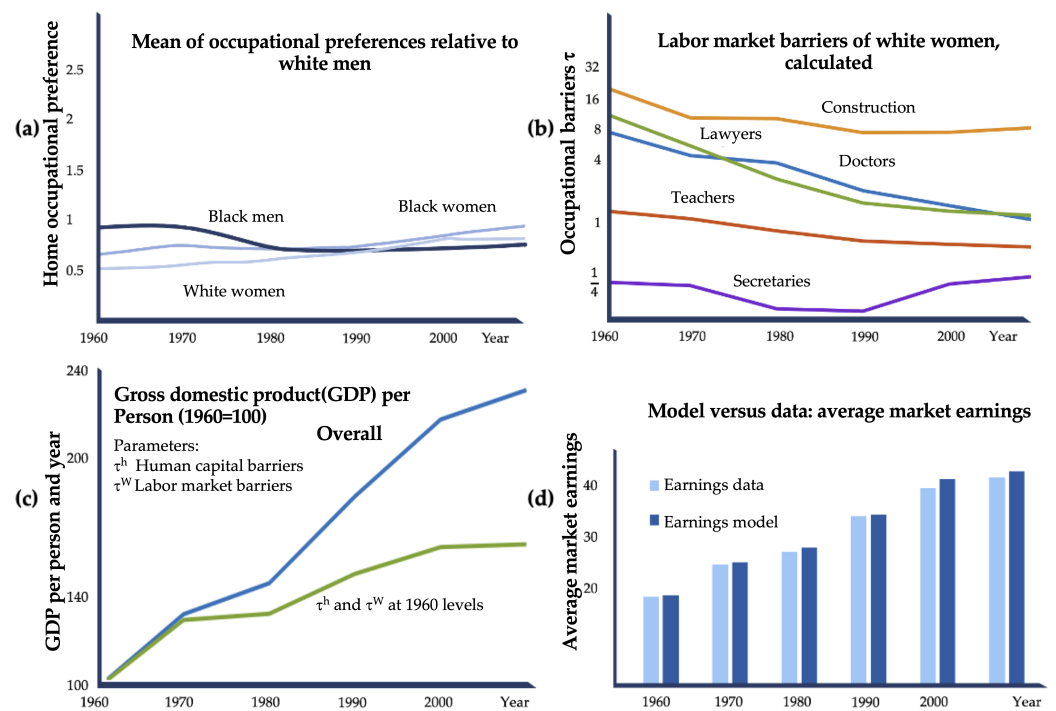 (a)
Mean of occupational preferences relative to
white men
Home occupational preference
2.5
2
1.5
1
0.5
Black men
Black women
White women
1960
1970
1980
1990
2000
Year
(b)
Labor market barriers of white women,
calculated
Occupational barriers τ
32
16
8
4
1
1
4
Construction
Lawyers
Doctors
Teachers
Secretaries
1960
1970
1980
1990
2000
Year
(c)
Gross domestic product(GDP) per
Person (1960=100)
Parameters:
τʰ Human capital barriers
τᵂ Labor market barriers
GDP per person and year
240
200
140
100
Overall
τʰ and τᵂ at 1960 levels
1960
1970
1980
1990
2000
Year
(d)
Model versus data: average market earnings
Average market earnings
40
30
20
Earnings data
Earnings model
1960
1970
1980
1990
2000
Year